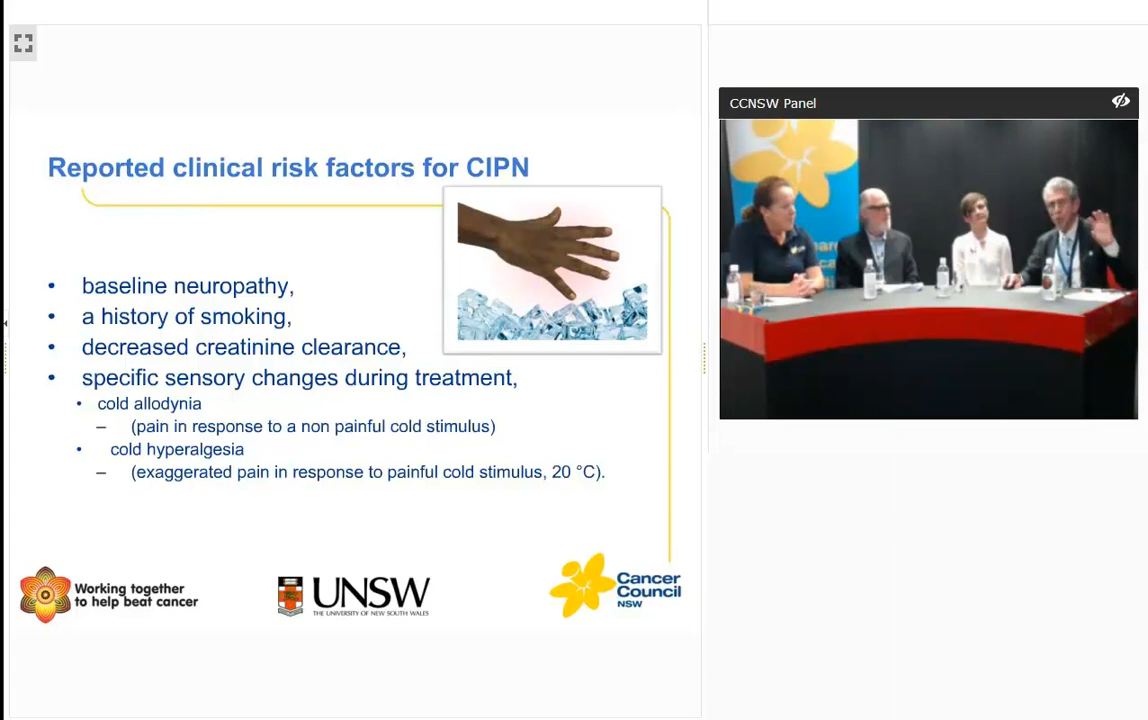 CCNSW Panel
Reported clinical risk factors for CIPN
• baseline neuropathy,
• a history of smoking,
• decreased creatinine clearance,
• specific sensory changes during treatment,
• cold allodynia
– (pain in response to a non painful cold stimulus)
• cold hyperalgesia
– (exaggerated pain in response to painful cold stimulus, 20 °C).
Working together
to help beat cancer
UNSW
THE UNIVERSITY OF NEW SOUTH WALES
Cancer
Council
NSW